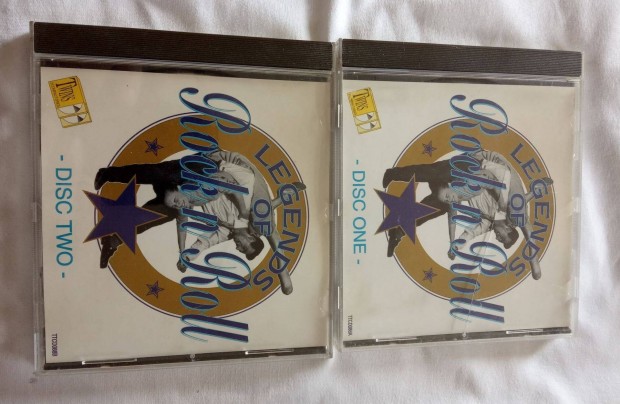 LEGENDS
OF
Rock n Roll
- DISC ONE -
LEGENDS
OF
Rock n Roll
- DISC TWO -